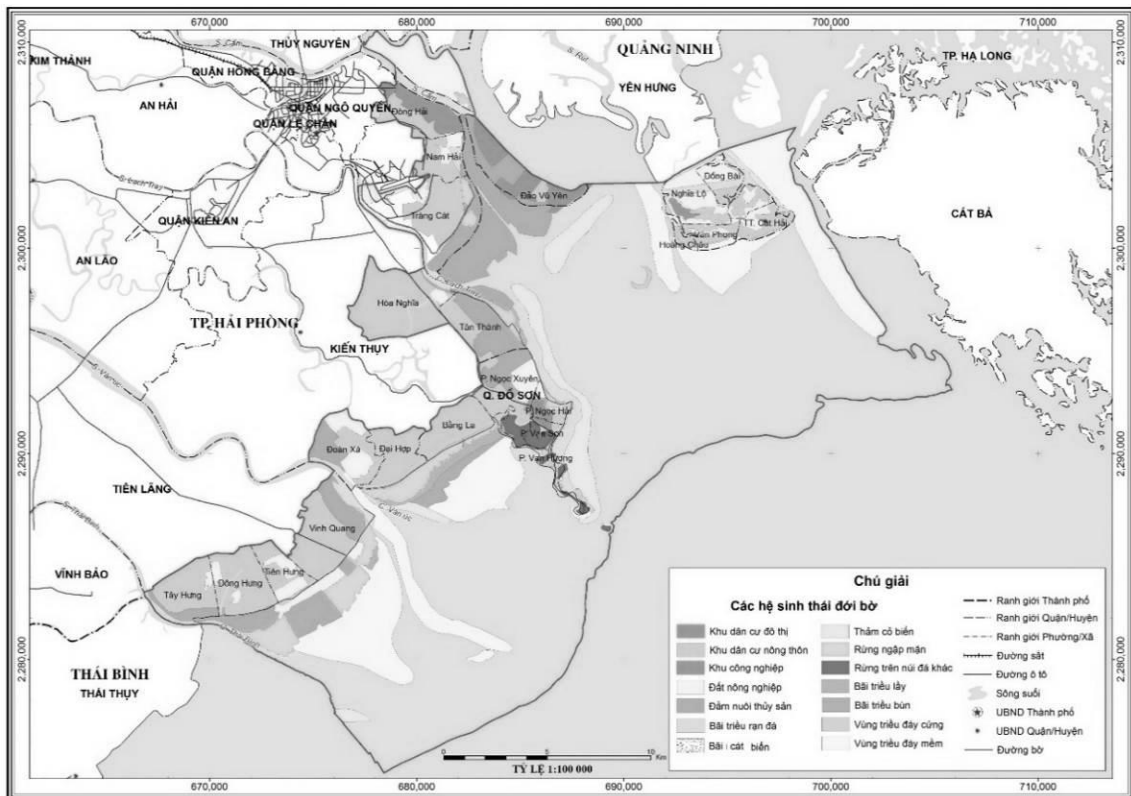 670,000 680,000 690,000 700,000 710,000
2,310,000
2,310,000
S. Cấm
THỦY NGUYÊN
QUẢNG NINH
S. Rút
TP. HẠ LONG
KIM THÀNH
QUẬN HỒNG BÀNG
YÊN HƯNG
AN HẢI
QUẬN NGÔ QUYỀN
Đông Hải
QUẬN LÊ CHÂN
Nam Hải
Đồng Bài
Nghĩa Lộ
Đảo Vũ Yên
S. Lạch Tray
CÁT BÀ
Tràng Cát
TT. Cát Hải
QUẬN KIẾN AN
Văn Phong
Hoàng Châu
2,300,000
2,300,000
AN LÃO
Hòa Nghĩa
TP. HẢI PHÒNG
Tân Thành
KIẾN THỤY
P. Ngọc Xuyên
S. Văn Úc
Q. ĐỒ SƠN
P. Ngọc Hải
Bằng La
P. Vạn Sơn
Đoàn Xá
Đại Hợp
P. Vạn Hương
2,290,000
2,290,000
TIÊN LÃNG
C. Văn Úc
S. Thái Bình
Vinh Quang
VĨNH BẢO
Tiên Hưng
Đông Hưng
Tây Hưng
2,280,000
2,280,000
THÁI BÌNH
THÁI THỤY
Chú giải
Các hệ sinh thái đới bờ
Khu dân cư đô thị
Khu dân cư nông thôn
Khu công nghiệp
Đất nông nghiệp
Đầm nuôi thủy sản
Bãi triều rạn đá
Bãi cát biển
Thảm cỏ biển
Rừng ngập mặn
Rừng trên núi đá khác
Bãi triều lầy
Bãi triều bùn
Vùng triều đáy cứng
Vùng triều đáy mềm
Ranh giới Thành phố
Ranh giới Quận/Huyện
Ranh giới Phường/Xã
Đường sắt
Đường ô tô
Sông suối
UBND Thành phố
UBND Quận/Huyện
Đường bờ
0 5 10
Km
TỶ LỆ 1:100 000
670,000 680,000 690,000 700,000 710,000